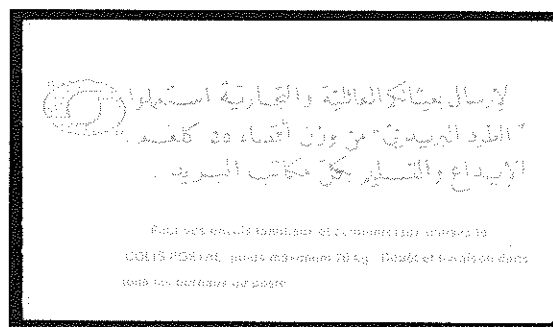 لإرسال بعيثاتكم العائلية والتجارية استعملوا
"الطرد البريدي" من وزن أقصاه
الإيداع والتسليم بكل مكاتب البريد .
Pour vos envois familiaux et commerciaux utilisez le
COLIS POSTAL, poids maximum 20 kg. Dépôt et livraison dans
tous les bureaux de poste